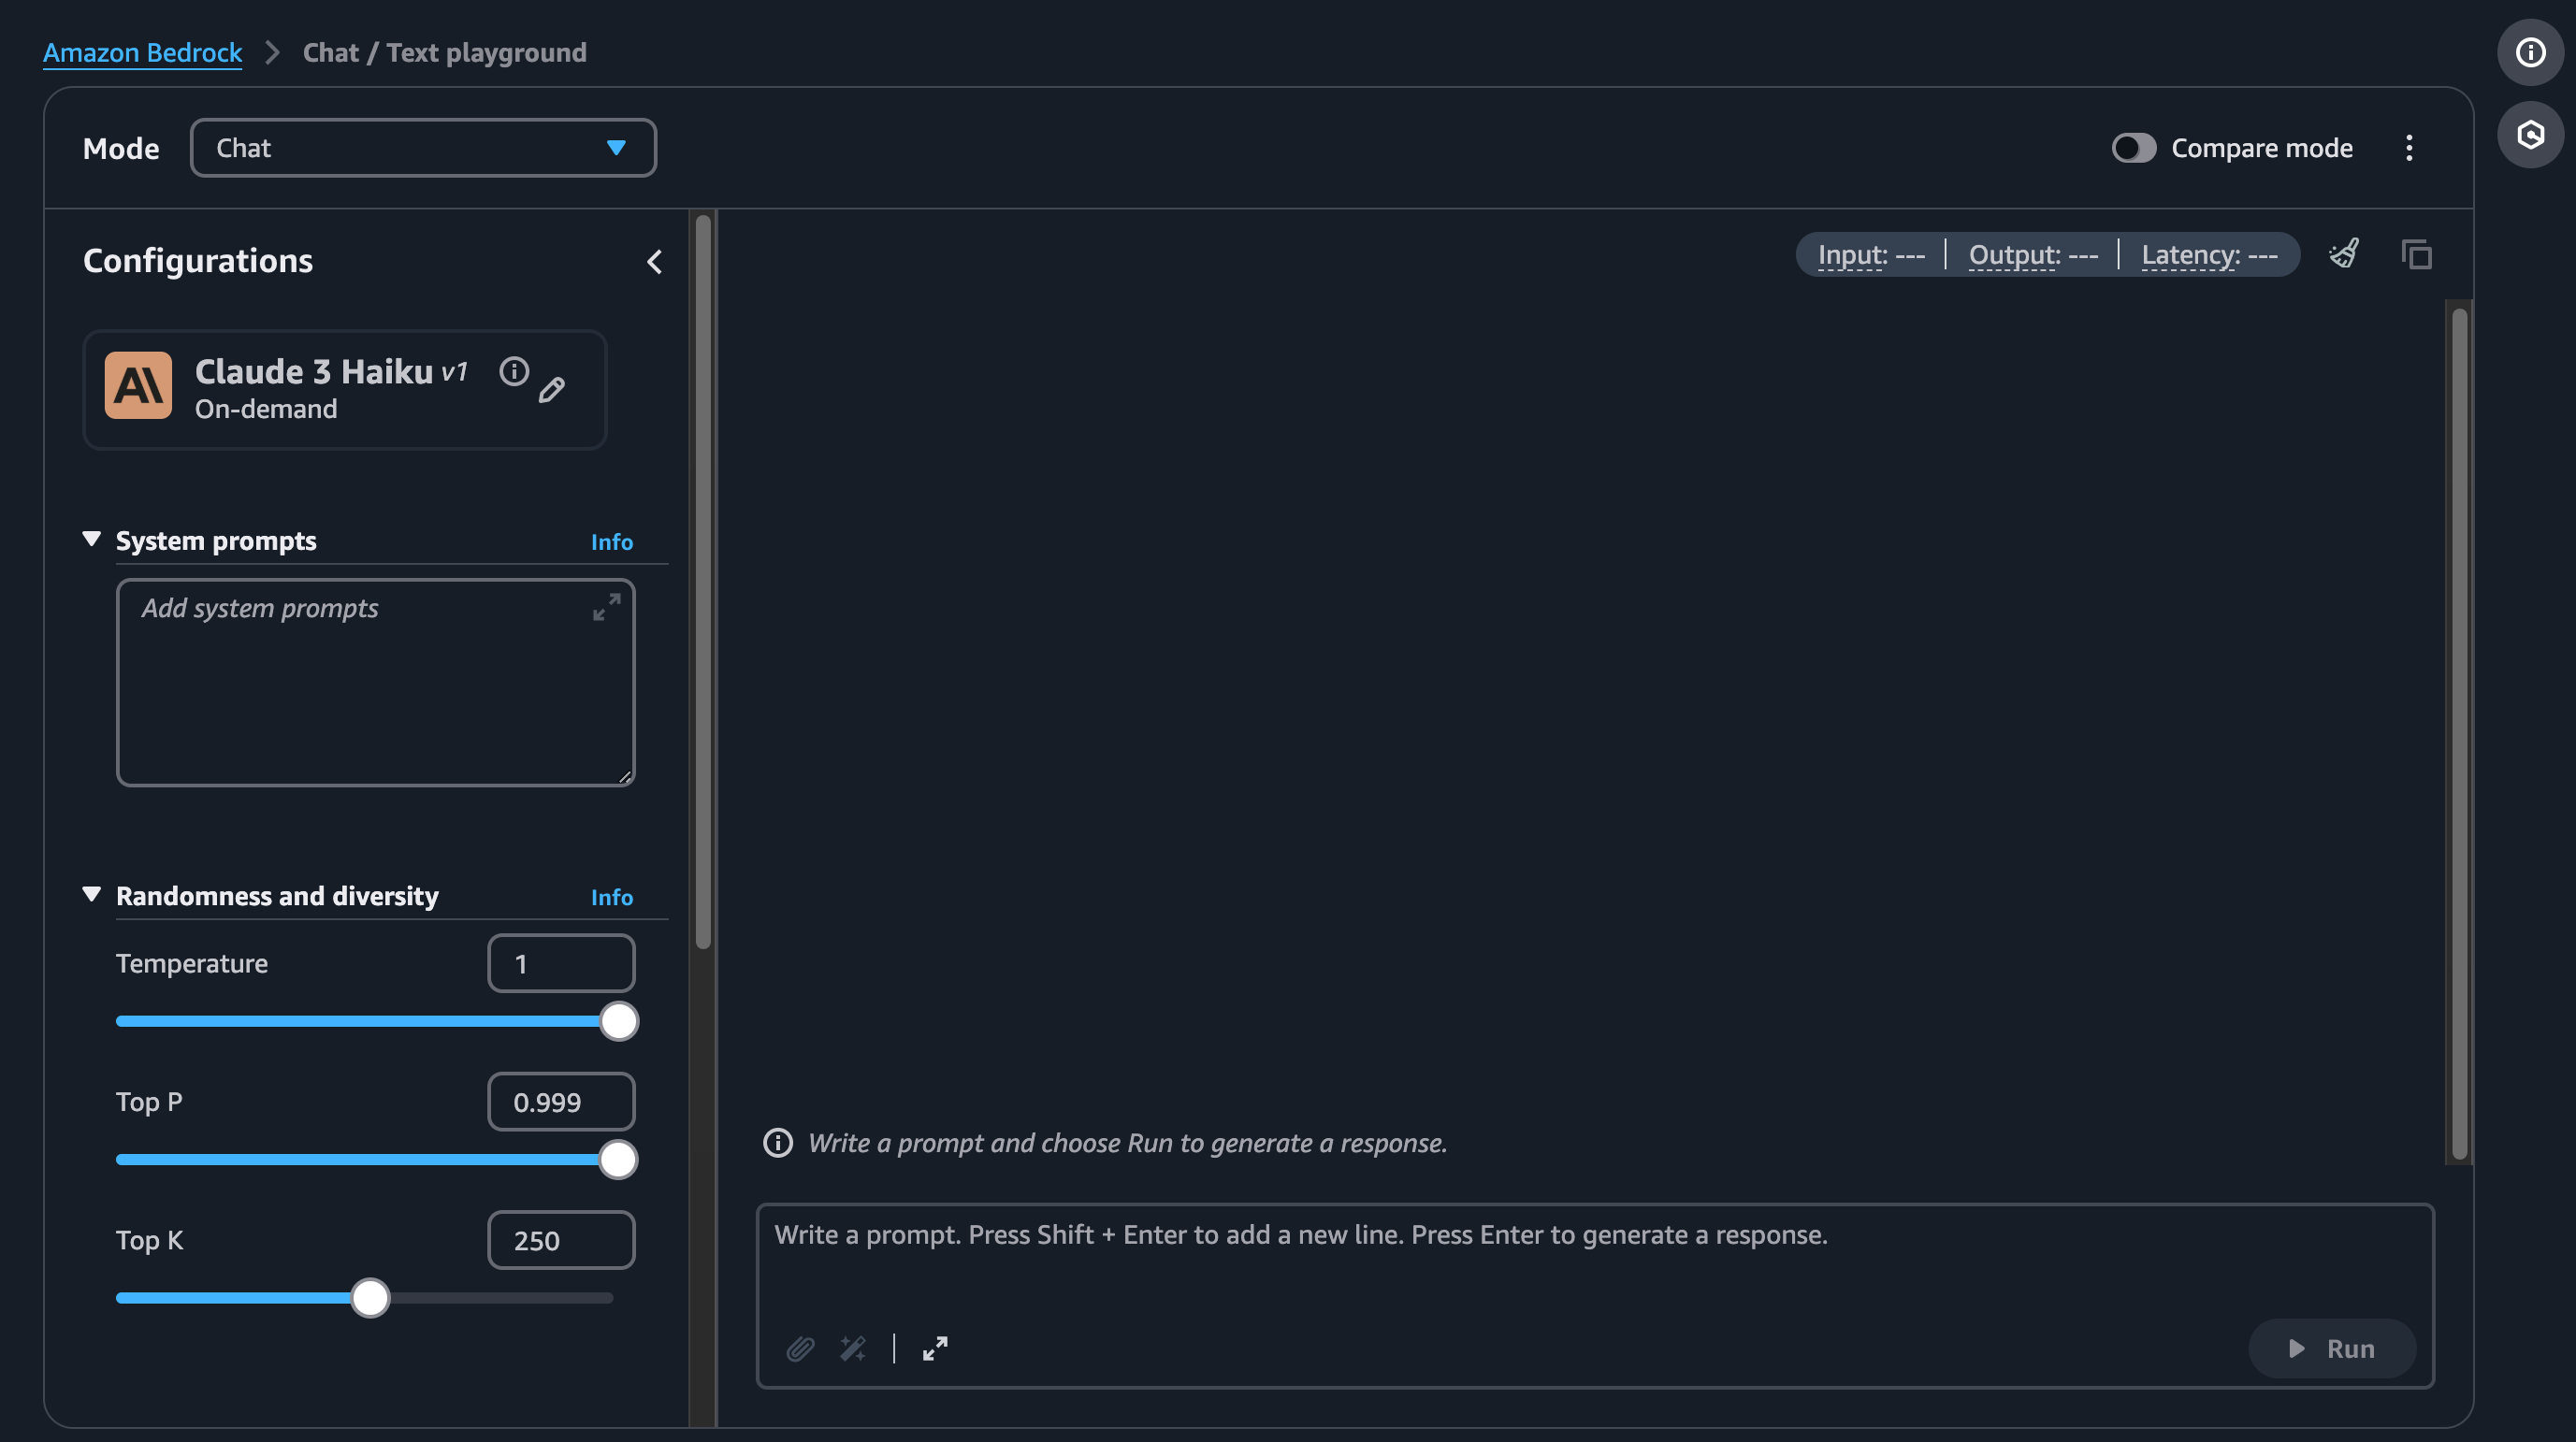 Amazon Bedrock
Chat / Text playground
Mode
Chat
Compare mode
Configurations
Input: --- Output: --- Latency: ---
Claude 3 Haiku v1
On-demand
System prompts
Info
Add system prompts
Randomness and diversity
Info
Temperature
1
Top P
0.999
Top K
250
Write a prompt and choose Run to generate a response.
Write a prompt. Press Shift + Enter to add a new line. Press Enter to generate a response.
Run